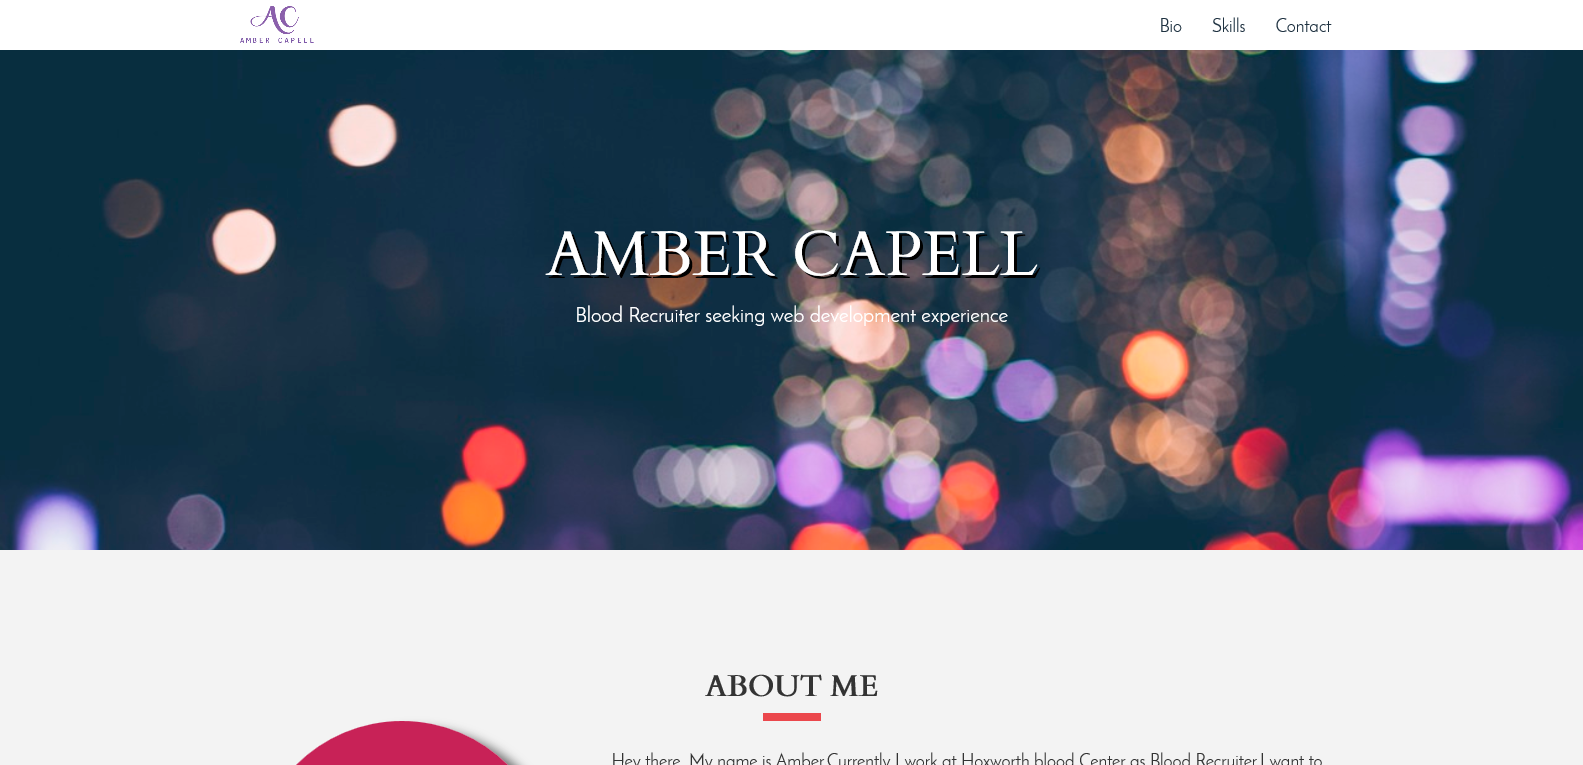 AC
AMBER CAPELL
Bio Skills Contact
AMBER CAPELL
Blood Recruiter seeking web development experience
ABOUT ME
Hey there. My name is Amber.Currently I work at Hoxworth blood Center as Blood Recruiter.I want to